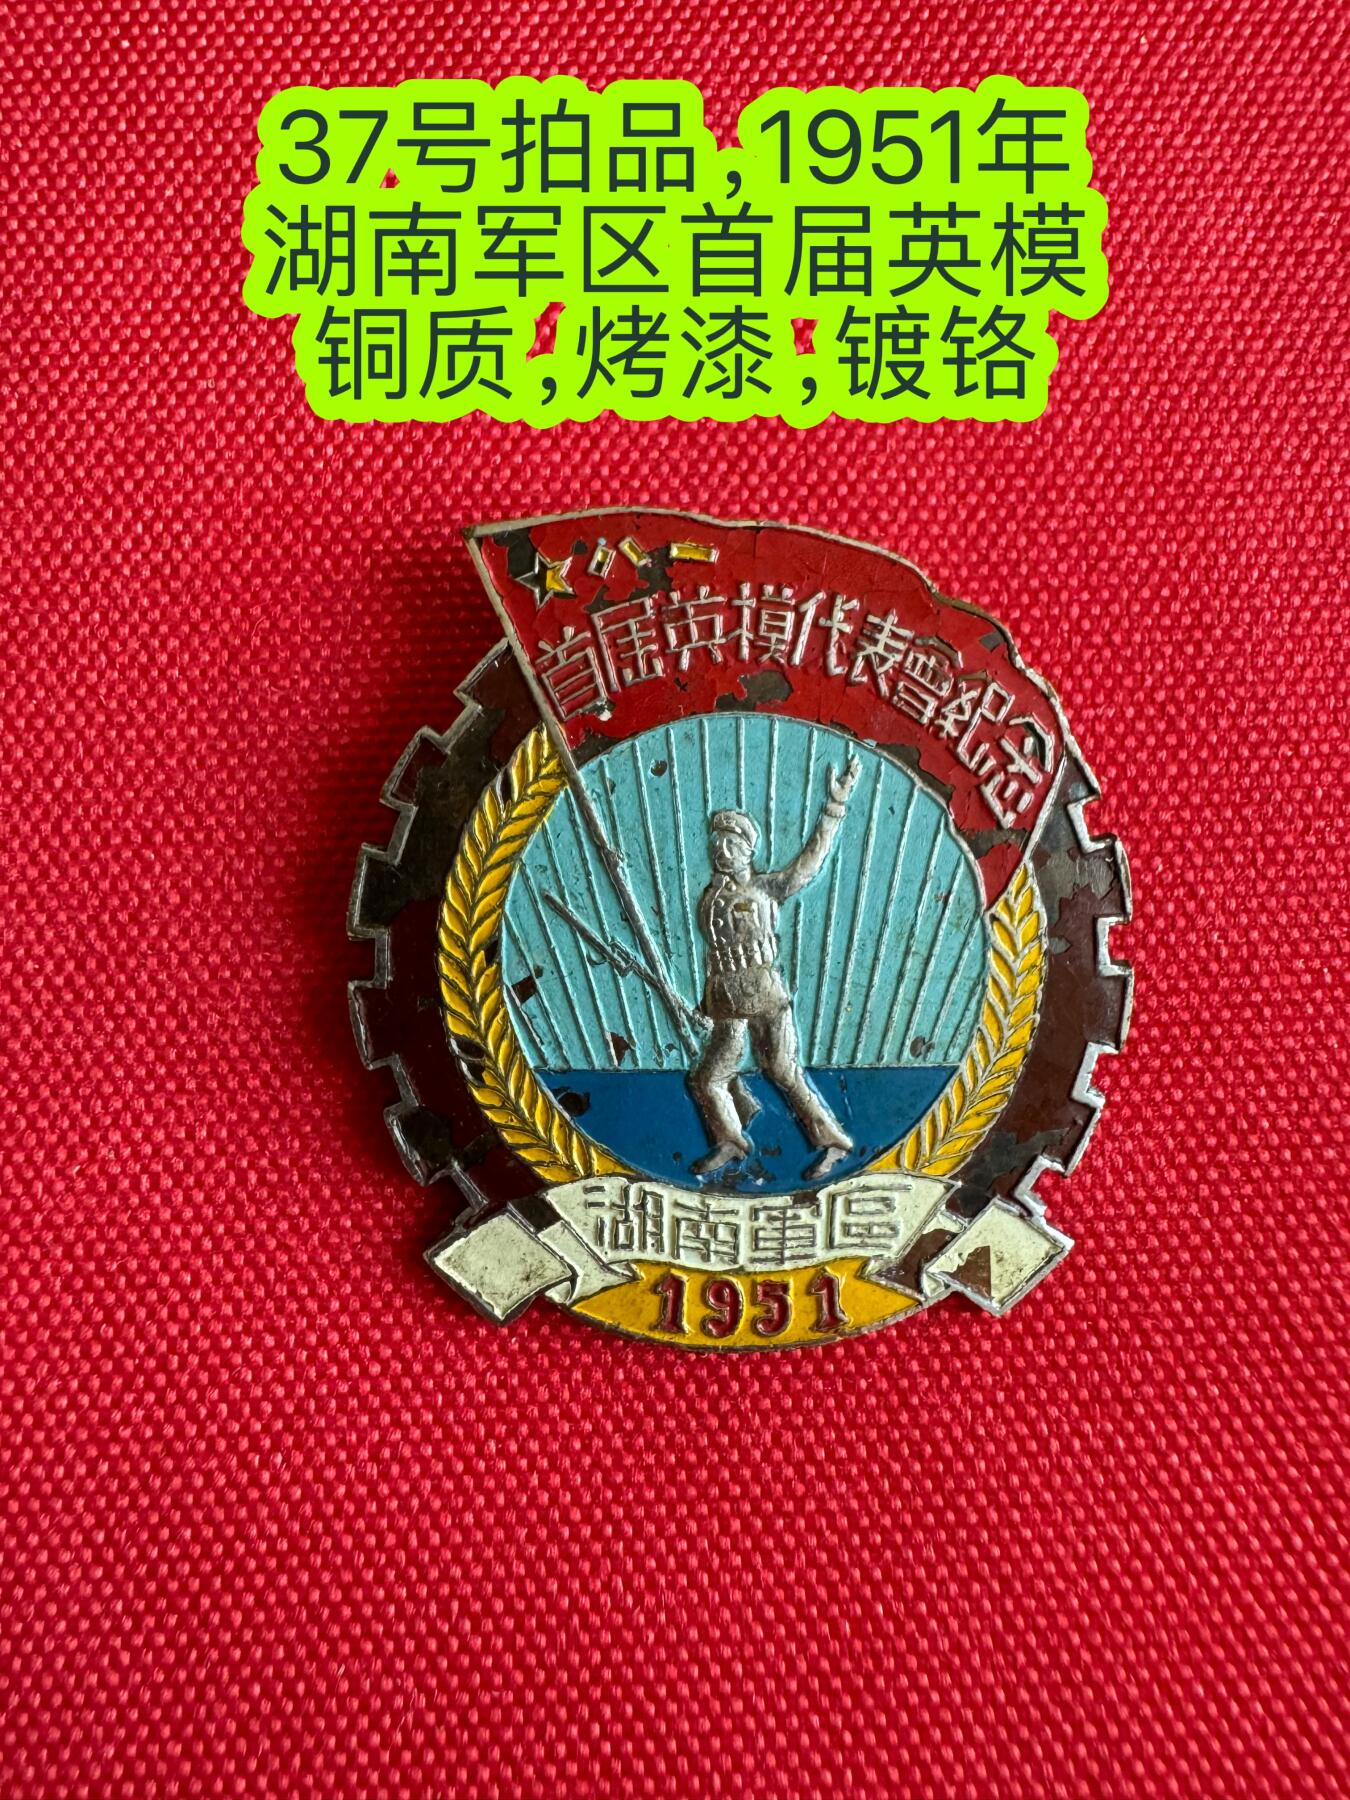 37号拍品,1951年
湖南军区首届英模
铜质,烤漆,镀铬
八一
首届英模代表會紀念
湖南軍區
1951